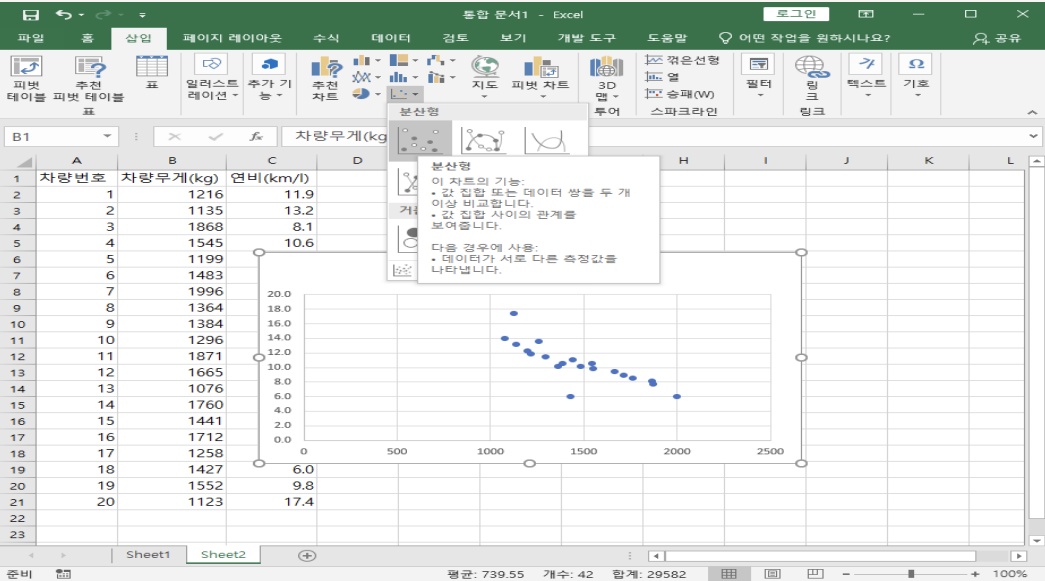 통합 문서1 - Excel
로그인
파일 홈 삽입 페이지 레이아웃 수식 데이터 검토 보기 개발 도구 도움말 어떤 작업을 원하시나요? 공유
피벗 테이블
추천 피벗 테이블
표
표
일러스트레이션
추가 기능
추천 차트
지도
피벗 차트
3D 맵
투어
꺾은선형
열
승패(W)
스파크라인
필터
링크
링크
텍스트
기호
분산형
B1 fx 차량무게(kg
A B C D H I J K L
분산형
이 차트의 기능:
• 값 집합 또는 데이터 쌍을 두 개
이상 비교합니다.
• 값 집합 사이의 관계를
보여줍니다.
다음 경우에 사용:
• 데이터가 서로 다른 측정값을
나타냅니다.
1 차량번호 차량무게(kg) 연비(km/l)
2 1 1216 11.9
3 2 1135 13.2
4 3 1868 8.1
5 4 1545 10.6
6 5 1199
7 6 1483
8 7 1996
9 8 1364
10 9 1384
11 10 1296
12 11 1871
13 12 1665
14 13 1076
15 14 1760
16 15 1441
17 16 1712
18 17 1258
19 18 1427 6.0
20 19 1552 9.8
21 20 1123 17.4
22
23
20.0
18.0
16.0
14.0
12.0
10.0
8.0
6.0
4.0
2.0
0.0
0 500 1000 1500 2000 2500
Sheet1 Sheet2
준비 평균: 739.55 개수: 42 합계: 29582 100%